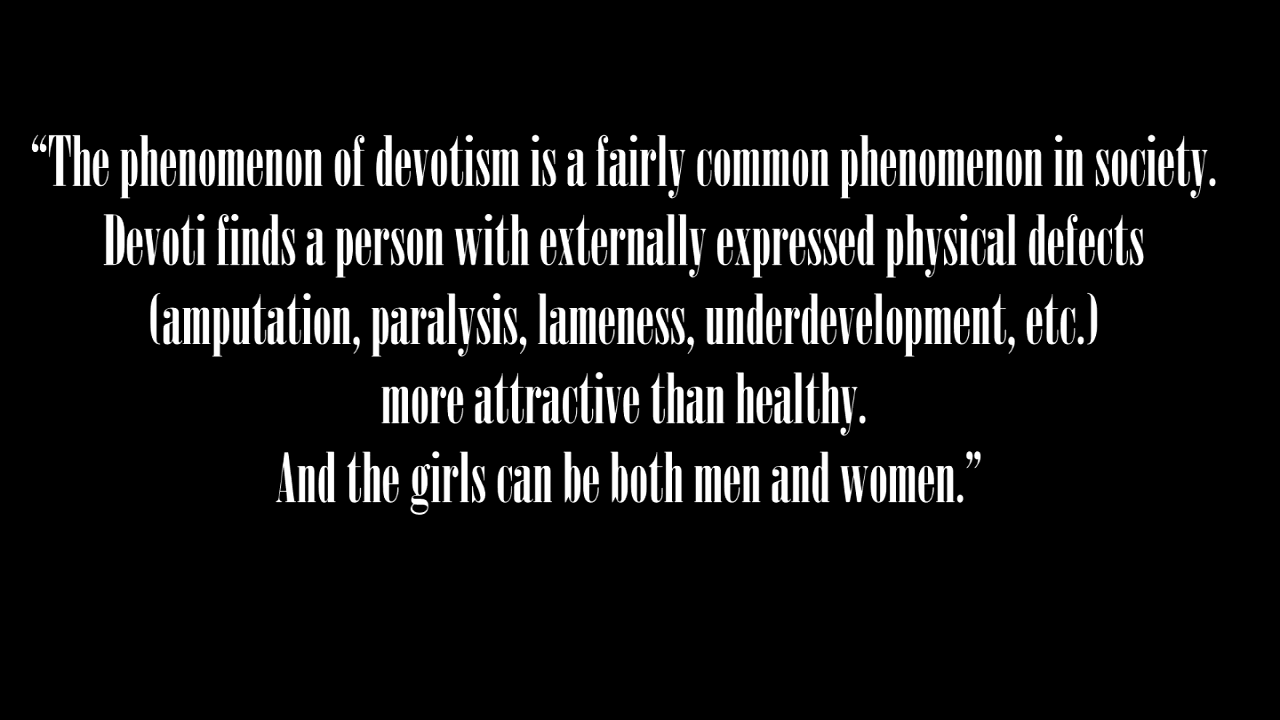 “The phenomenon of devotism is a fairly common phenomenon in society.
Devoti finds a person with externally expressed physical defects
(amputation, paralysis, lameness, underdevelopment, etc.)
more attractive than healthy.
And the girls can be both men and women.”